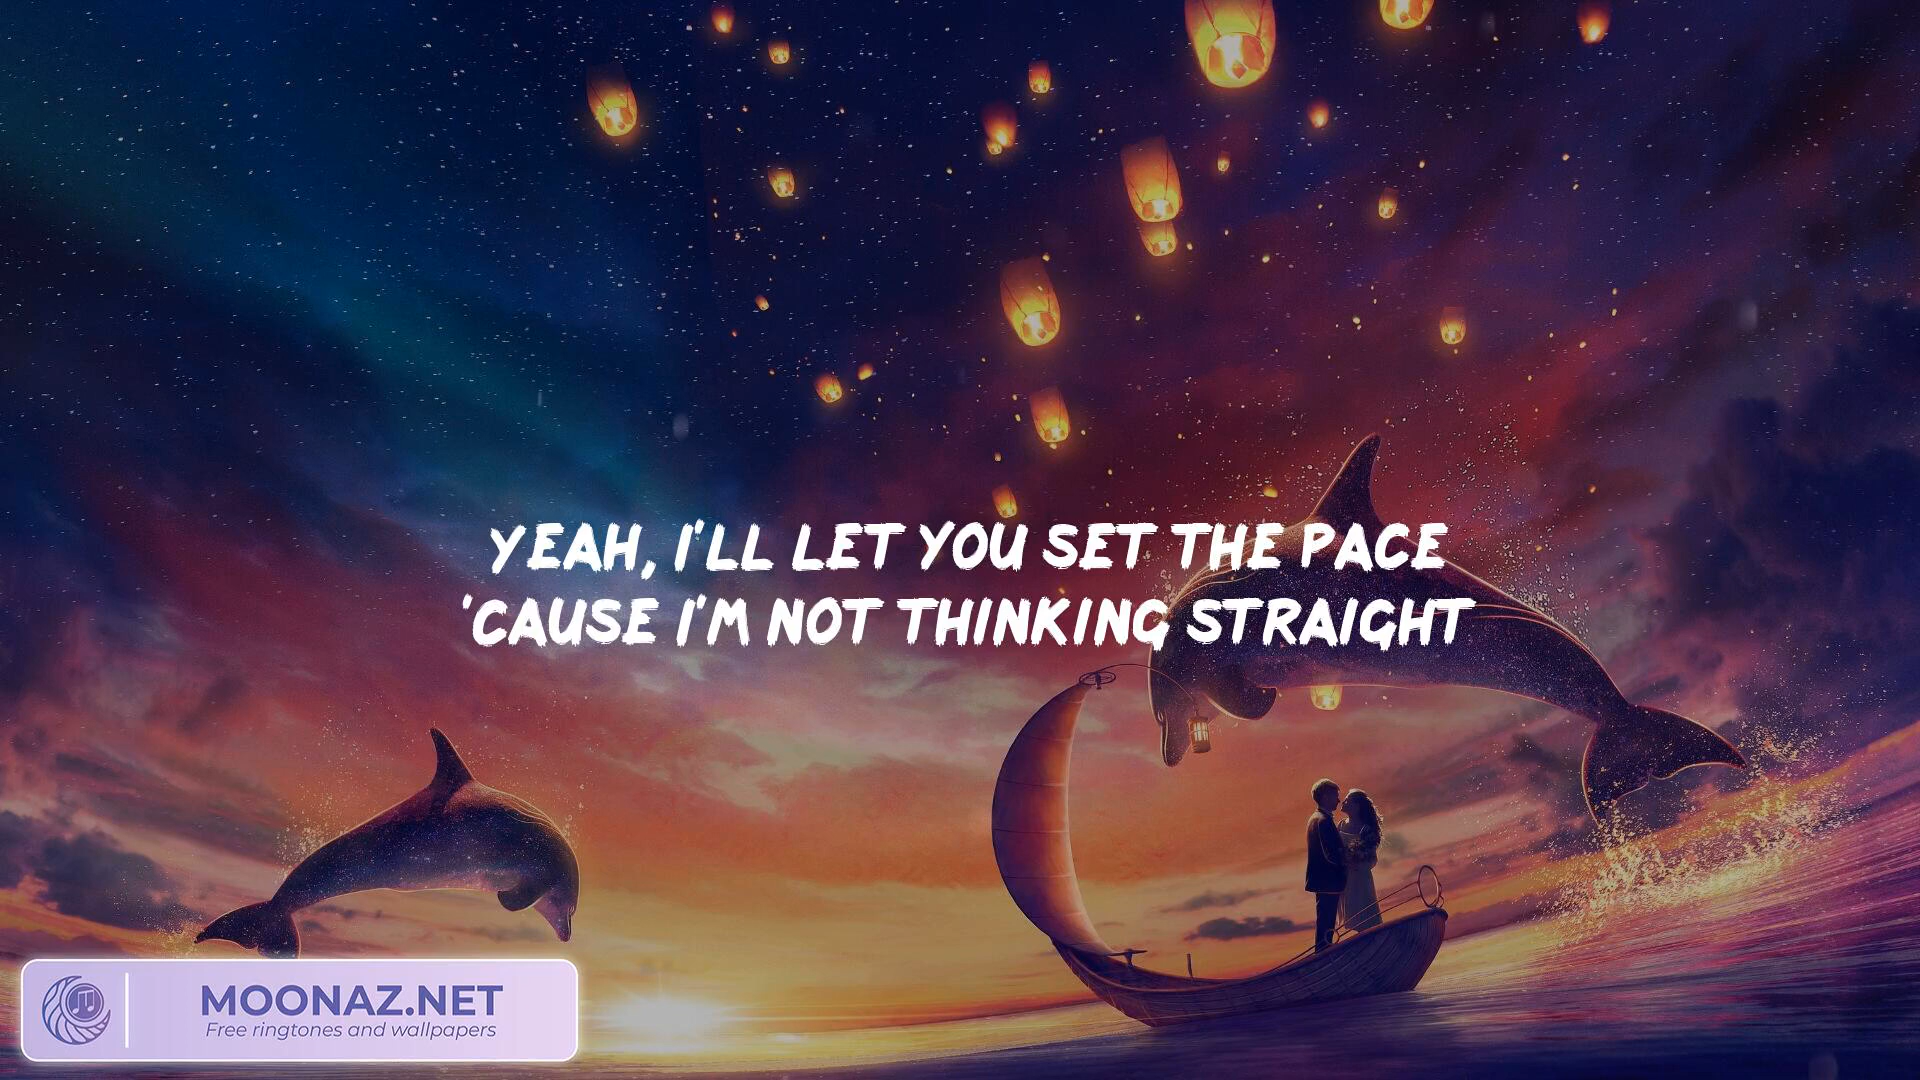 YEAH, I'LL LET YOU SET THE PACE
'CAUSE I'M NOT THINKING STRAIGHT
MOONAZ.NET
Free ringtones and wallpapers